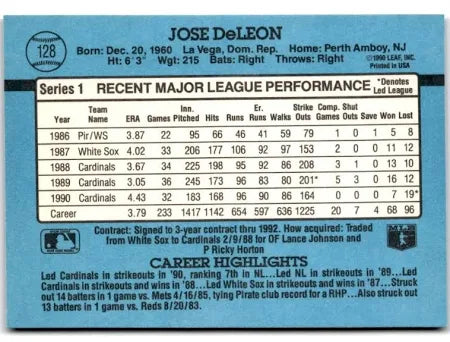 128
JOSE DeLEON
Born: Dec. 20, 1960 La Vega, Dom. Rep. Home: Perth Amboy, NJ
Ht: 6'3" Wgt: 215 Bats: Right Throws: Right
©1990 LEAF, INC.
Printed in USA
Series 1 RECENT MAJOR LEAGUE PERFORMANCE *Denotes Led League
Year Team Name ERA Games Inn. Pitched Hits Runs Er. Runs Walks Strike Outs Comp. Games Shut Outs Save Won Lost
1986 Pir/WS 3.87 22 95 66 46 41 59 79 1 0 1 5 8
1987 White Sox 4.02 33 206 177 106 92 97 153 2 0 0 11 12
1988 Cardinals 3.67 34 225 198 95 92 86 208 3 1 0 13 10
1989 Cardinals 3.05 36 245 173 96 83 80 201* 5 3 0 16 12
1990 Cardinals 4.43 32 183 168 96 90 86 164 0 0 0 7 19*
Career 3.79 233 1417 1142 654 597 636 1225 20 7 4 68 96
Contract: Signed to 3-year contract thru 1992. How acquired: Traded
from White Sox to Cardinals 2/9/88 for OF Lance Johnson and
P Ricky Horton
CAREER HIGHLIGHTS
Led Cardinals in strikeouts in '90, ranking 7th in NL...Led NL in strikeouts in '89...Led
Cardinals in strikeouts and wins in '88...Led White Sox in strikeouts and wins in '87...Struck
out 14 batters in 1 game vs. Mets 4/16/85, tying Pirate club record for a RHP...Also struck out
13 batters in 1 game vs. Reds 8/20/83.